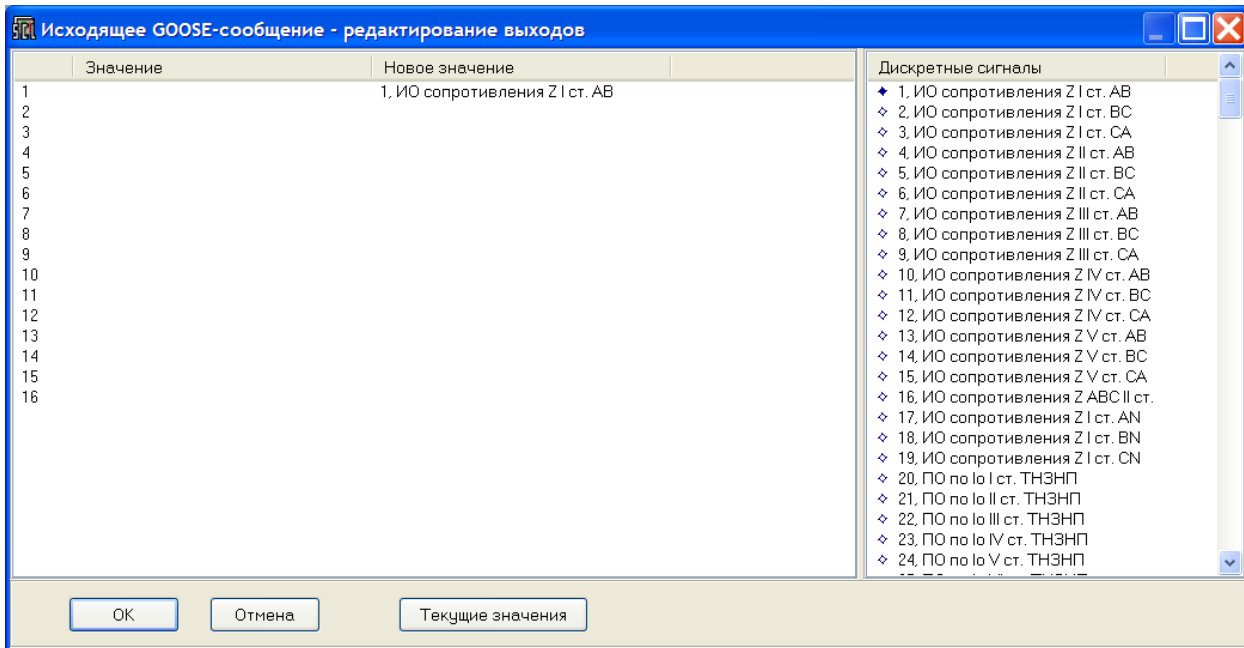 Исходящее GOOSE-сообщение - редактирование выходов
Значение Новое значение
1 1, ИО сопротивления Z I ст. AB
2
3
4
5
6
7
8
9
10
11
12
13
14
15
16
Дискретные сигналы
1, ИО сопротивления Z I ст. AB
2, ИО сопротивления Z I ст. BC
3, ИО сопротивления Z I ст. CA
4, ИО сопротивления Z II ст. AB
5, ИО сопротивления Z II ст. BC
6, ИО сопротивления Z II ст. CA
7, ИО сопротивления Z III ст. AB
8, ИО сопротивления Z III ст. BC
9, ИО сопротивления Z III ст. CA
10, ИО сопротивления Z IV ст. AB
11, ИО сопротивления Z IV ст. BC
12, ИО сопротивления Z IV ст. CA
13, ИО сопротивления Z V ст. AB
14, ИО сопротивления Z V ст. BC
15, ИО сопротивления Z V ст. CA
16, ИО сопротивления Z ABC II ст.
17, ИО сопротивления Z I ст. AN
18, ИО сопротивления Z I ст. BN
19, ИО сопротивления Z I ст. CN
20, ПО по Io I ст. ТНЗНП
21, ПО по Io II ст. ТНЗНП
22, ПО по Io III ст. ТНЗНП
23, ПО по Io IV ст. ТНЗНП
24, ПО по Io V ст. ТНЗНП
OK Отмена Текущие значения